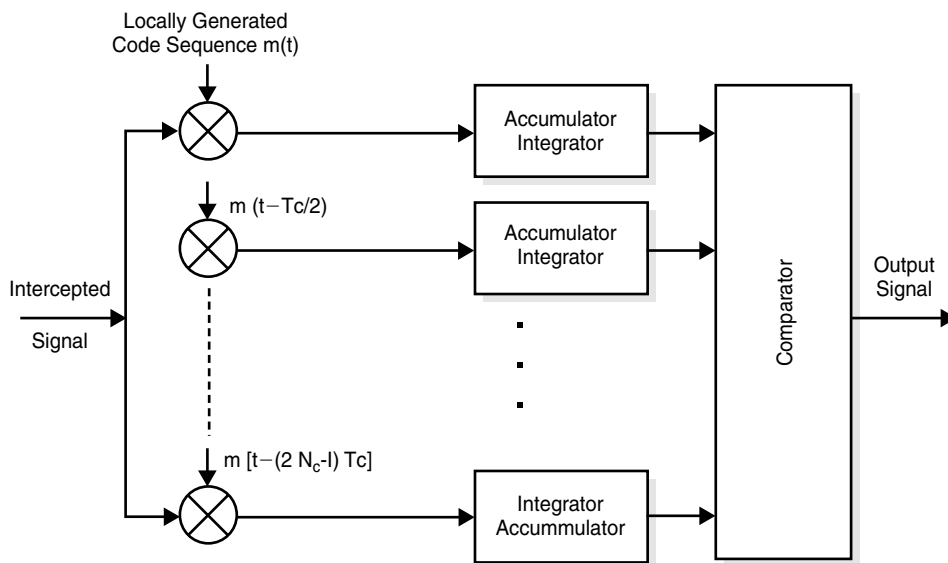 Locally Generated
Code Sequence m(t)
Accumulator
Integrator
m (t−Tc/2)
Accumulator
Integrator
Intercepted
Signal
Comparator
Output
Signal
m [t−(2 Nc-I) Tc]
Integrator
Accummulator